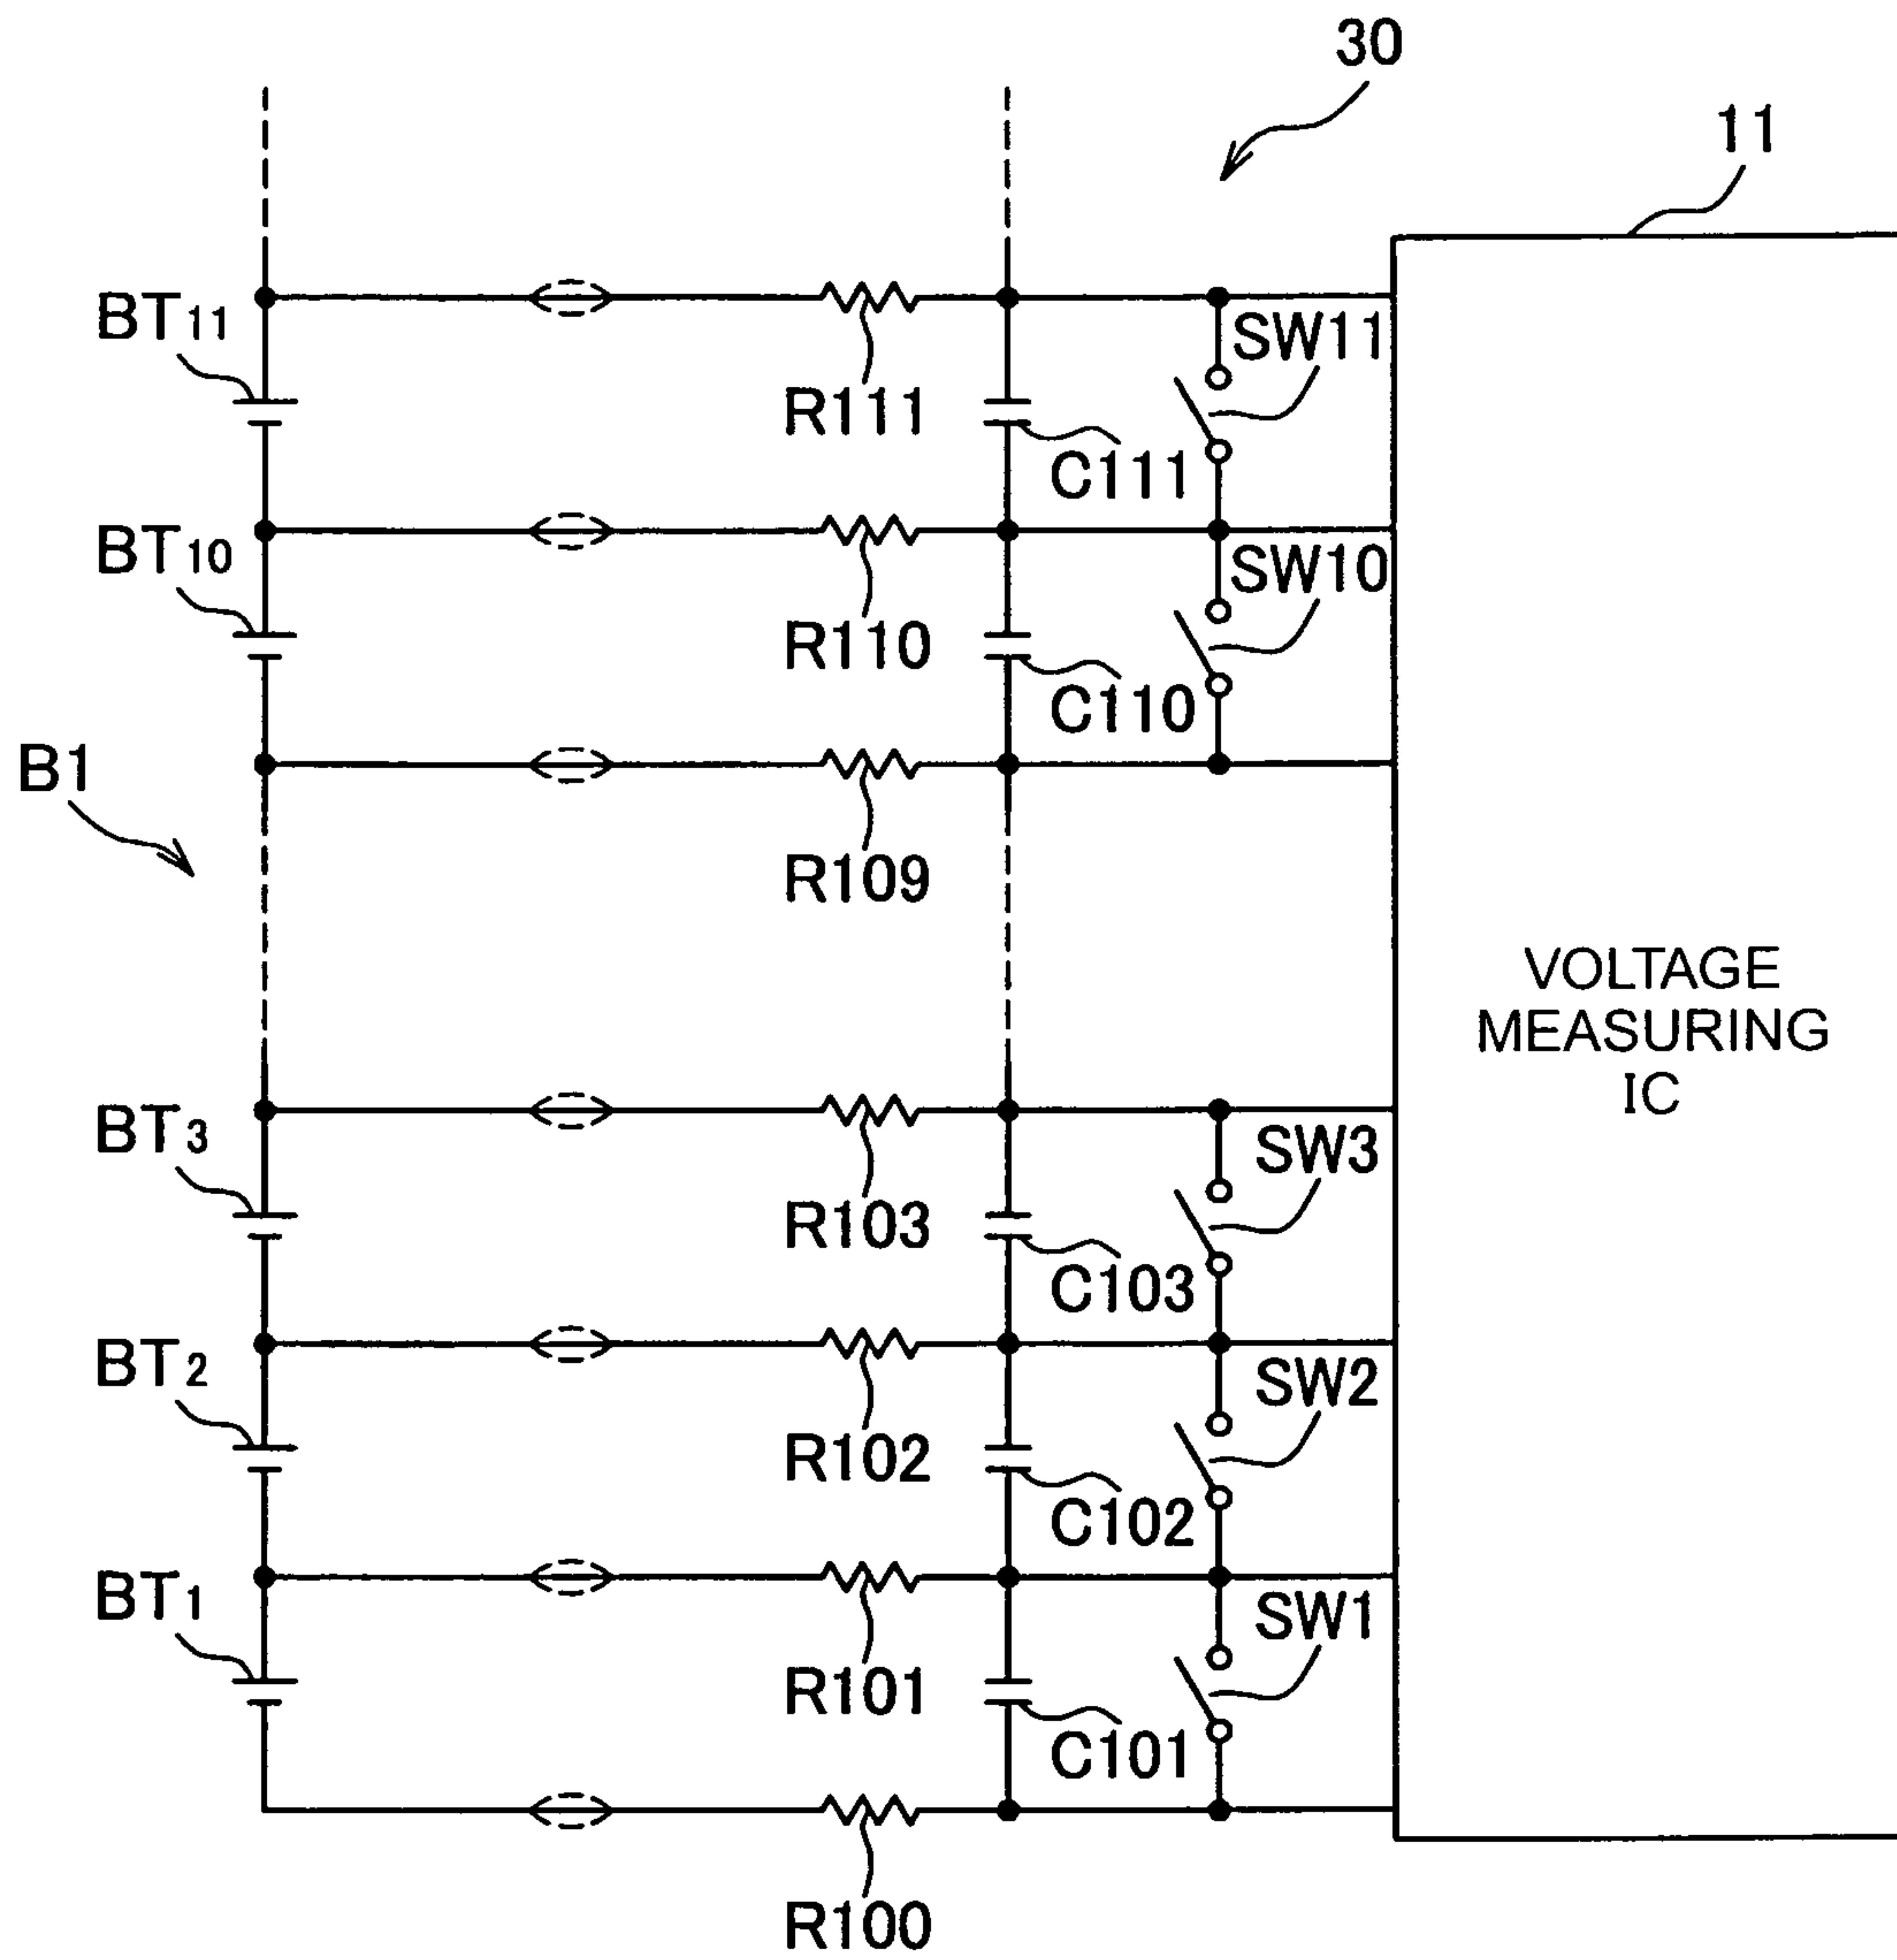 30
11
BT11
SW11
R111
C111
BT10
SW10
R110
C110
B1
R109
VOLTAGE
MEASURING
IC
BT3
SW3
R103
C103
BT2
SW2
R102
C102
BT1
SW1
R101
C101
R100